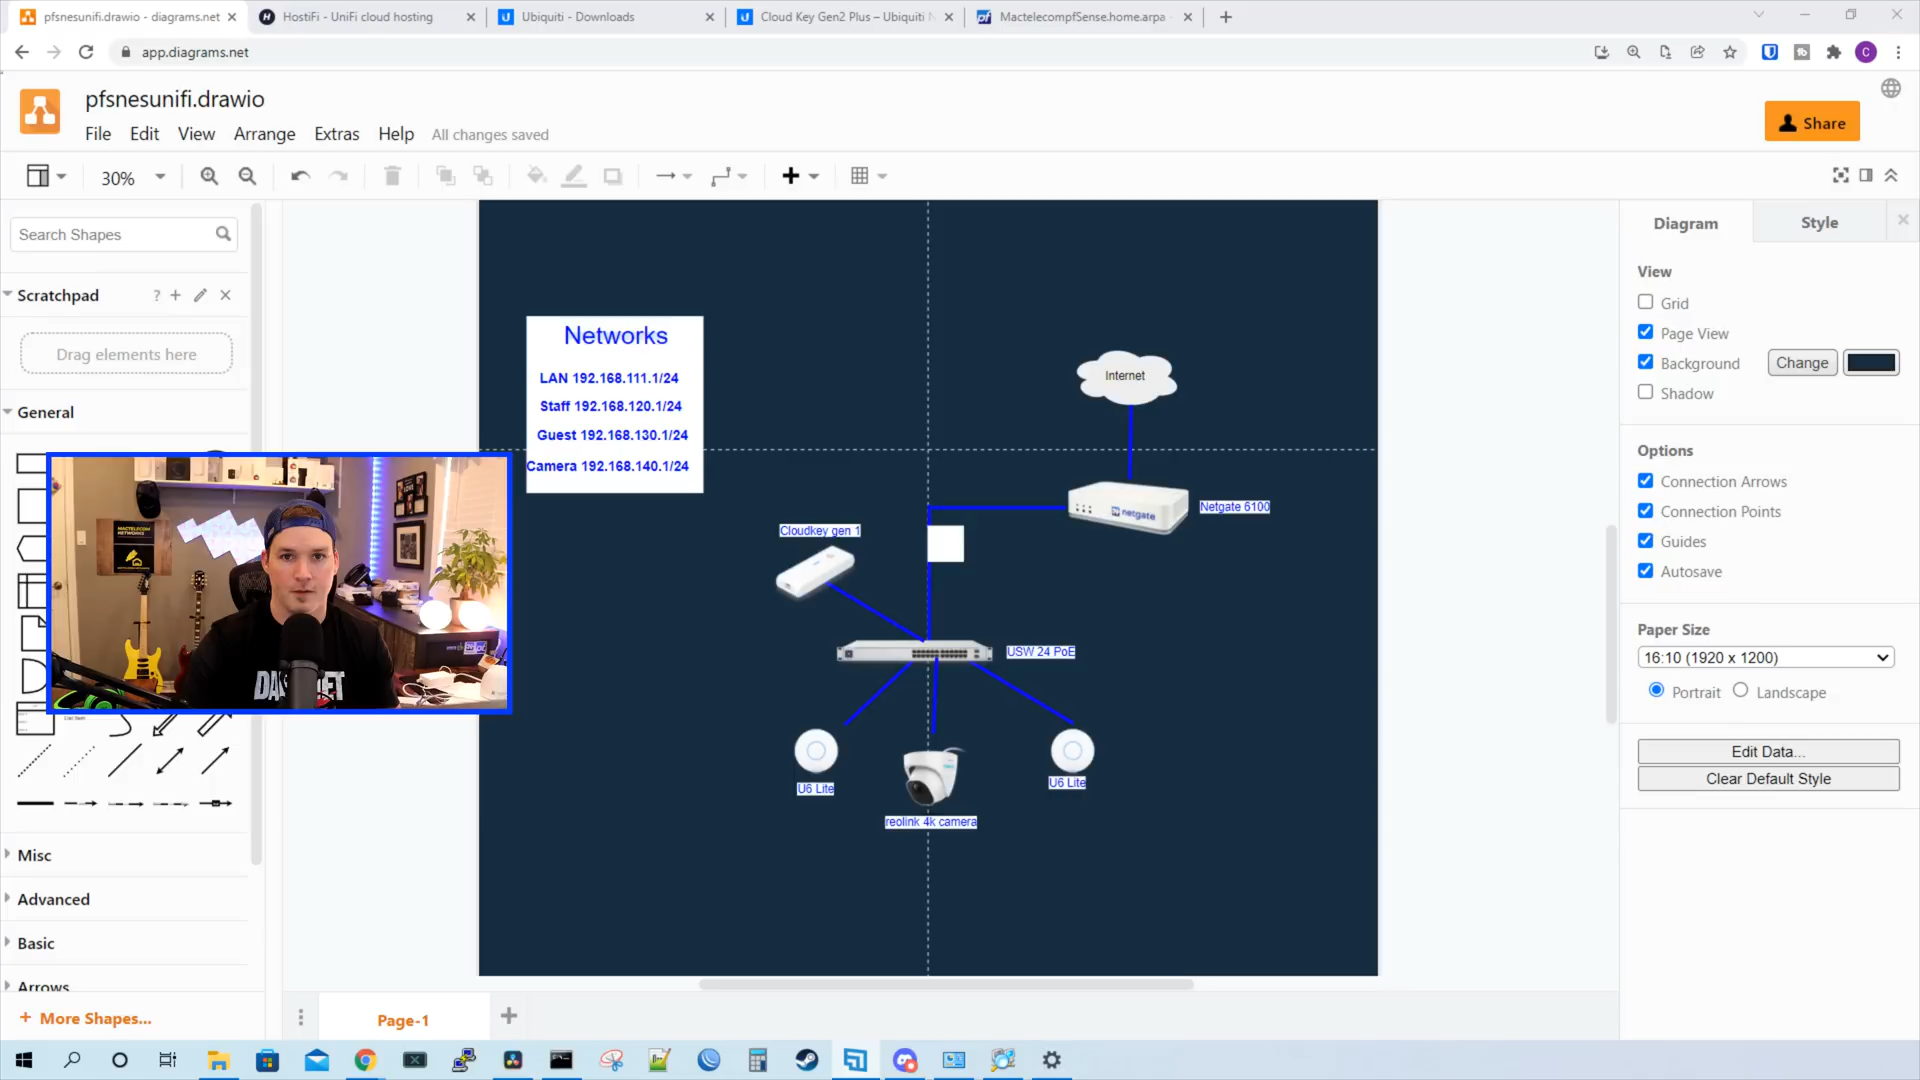 pfsnesunifi.drawio - diagrams.net
HostiFi - UniFi cloud hosting
Ubiquiti - Downloads
Cloud Key Gen2 Plus – Ubiquiti
MactelecompfSense.home.arpa
app.diagrams.net
C
pfsnesunifi.drawio
File Edit View Arrange Extras Help All changes saved
Share
30%
Search Shapes
Scratchpad
?
Drag elements here
General
Misc
Advanced
Basic
Arrows
+ More Shapes...
Networks
LAN 192.168.111.1/24
Staff 192.168.120.1/24
Guest 192.168.130.1/24
Camera 192.168.140.1/24
Internet
netgate
Netgate 6100
Cloudkey gen 1
USW 24 PoE
U6 Lite
reolink 4k camera
U6 Lite
MACTELECOM
NETWORKS
Page-1
Diagram
Style
View
Grid
Page View
Background
Change
Shadow
Options
Connection Arrows
Connection Points
Guides
Autosave
Paper Size
16:10 (1920 x 1200)
Portrait
Landscape
Edit Data...
Clear Default Style